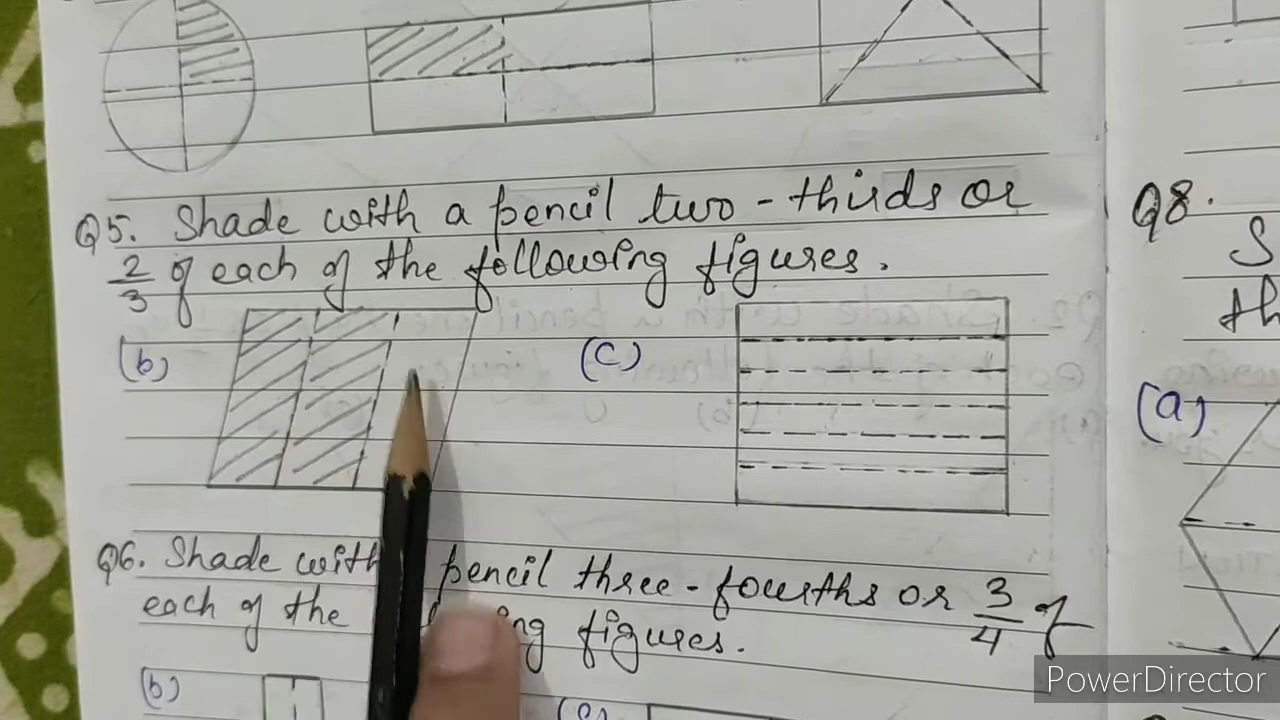 Q5. Shade with a pencil two-thirds or
2/3 of each of the following figures.
(b)
(c)
Q6. Shade with pencil three-fourths or 3/4 of
each of the figures.
(b)
Q8.
(a)
PowerDirector